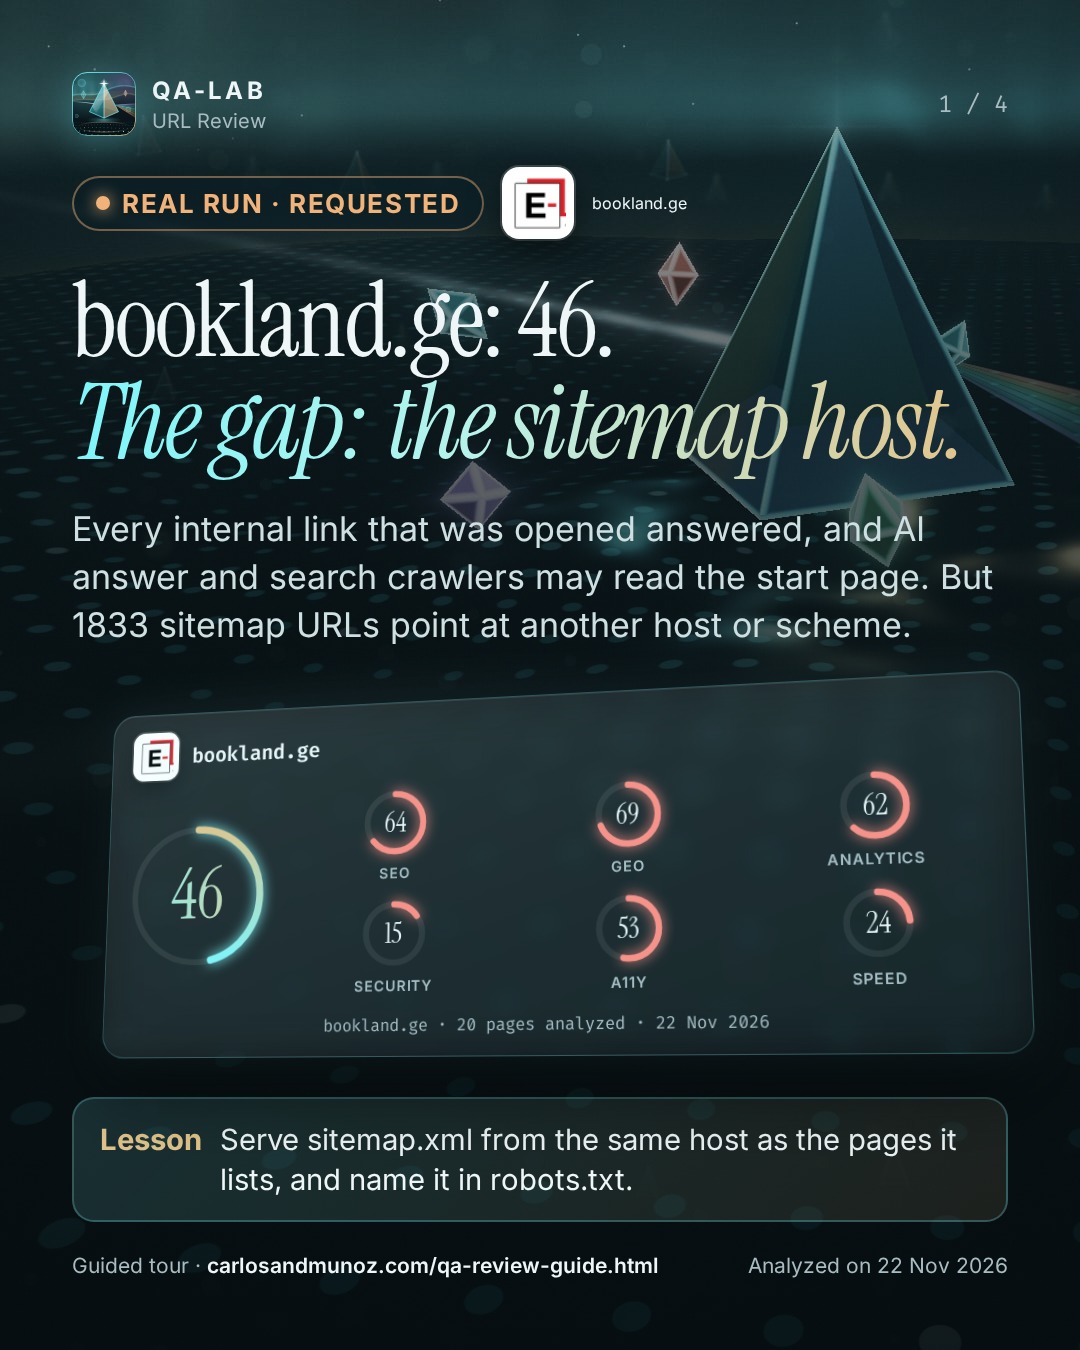 QA-LAB
URL Review
1 / 4
REAL RUN · REQUESTED
E-
bookland.ge
bookland.ge: 46.
The gap: the sitemap host.
Every internal link that was opened answered, and AI
answer and search crawlers may read the start page. But
1833 sitemap URLs point at another host or scheme.
E-
bookland.ge
46
64
SEO
69
GEO
62
ANALYTICS
15
SECURITY
53
A11Y
24
SPEED
bookland.ge · 20 pages analyzed · 22 Nov 2026
Lesson
Serve sitemap.xml from the same host as the pages it
lists, and name it in robots.txt.
Guided tour · carlosandmunoz.com/qa-review-guide.html
Analyzed on 22 Nov 2026